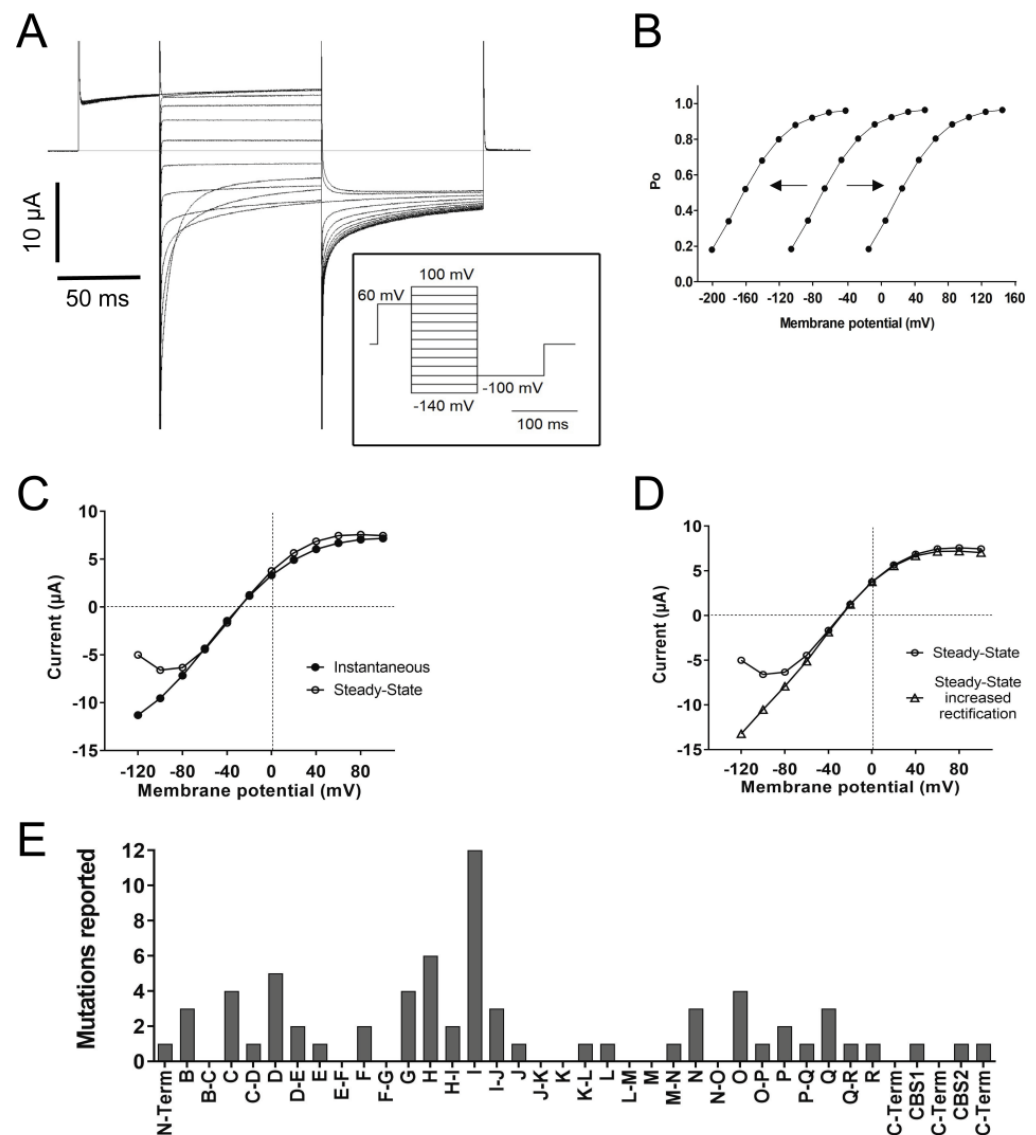 A
10 µA
50 ms
100 mV
60 mV
-100 mV
-140 mV
100 ms
B
Po
1.0
0.8
0.6
0.4
0.2
0.0
-200 -160 -120 -80 -40 0 40 80 120 160
Membrane potential (mV)
C
Current (µA)
10
5
0
-5
-10
-15
Instantaneous
Steady-State
-120 -80 -40 0 40 80
Membrane potential (mV)
D
Current (µA)
10
5
0
-5
-10
-15
Steady-State
Steady-State
increased
rectification
-120 -80 -40 0 40 80
Membrane potential (mV)
E
Mutations reported
12
10
8
6
4
2
0
N-Term
B
B-C
C
C-D
D
D-E
E
E-F
F
F-G
G
H
H-I
I
I-J
J
J-K
K
K-L
L
L-M
M
M-N
N
N-O
O
O-P
P
P-Q
Q
Q-R
R
C-Term
CBS1
C-Term
CBS2
C-Term